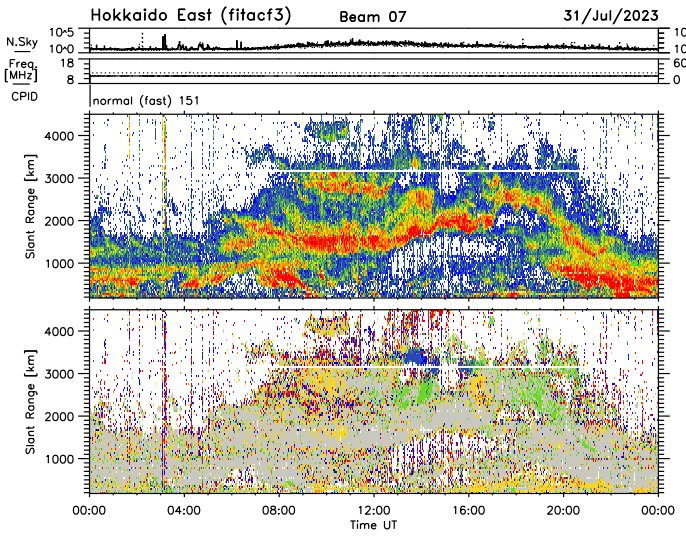 Hokkaido East (fitacf3) Beam 07 31/Jul/2023
N.Sky 10^5 10^0 10 10
Freq. [MHz] 18 8 60 0
CPID normal (fast) 151
Slant Range [km] 4000 3000 2000 1000
Slant Range [km] 4000 3000 2000 1000
00:00 04:00 08:00 12:00 16:00 20:00 00:00
Time UT